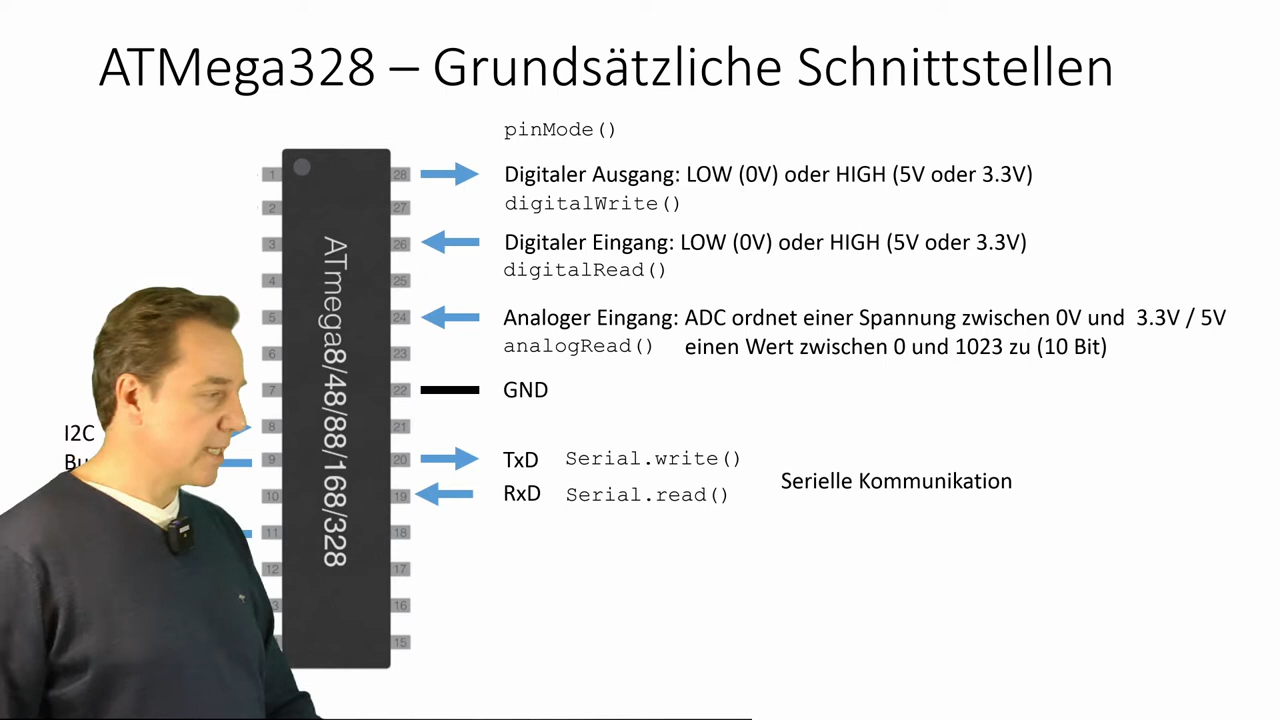 ATMega328 – Grundsätzliche Schnittstellen
pinMode()
Digitaler Ausgang: LOW (0V) oder HIGH (5V oder 3.3V)
digitalWrite()
Digitaler Eingang: LOW (0V) oder HIGH (5V oder 3.3V)
digitalRead()
Analoger Eingang: ADC ordnet einer Spannung zwischen 0V und 3.3V / 5V
analogRead() einen Wert zwischen 0 und 1023 zu (10 Bit)
GND
TxD Serial.write()
RxD Serial.read()
Serielle Kommunikation
I2C
ATmega8/48/88/168/328
1
2
3
4
5
6
7
8
9
10
11
12
28
27
26
25
24
23
22
21
20
19
18
17
16
15